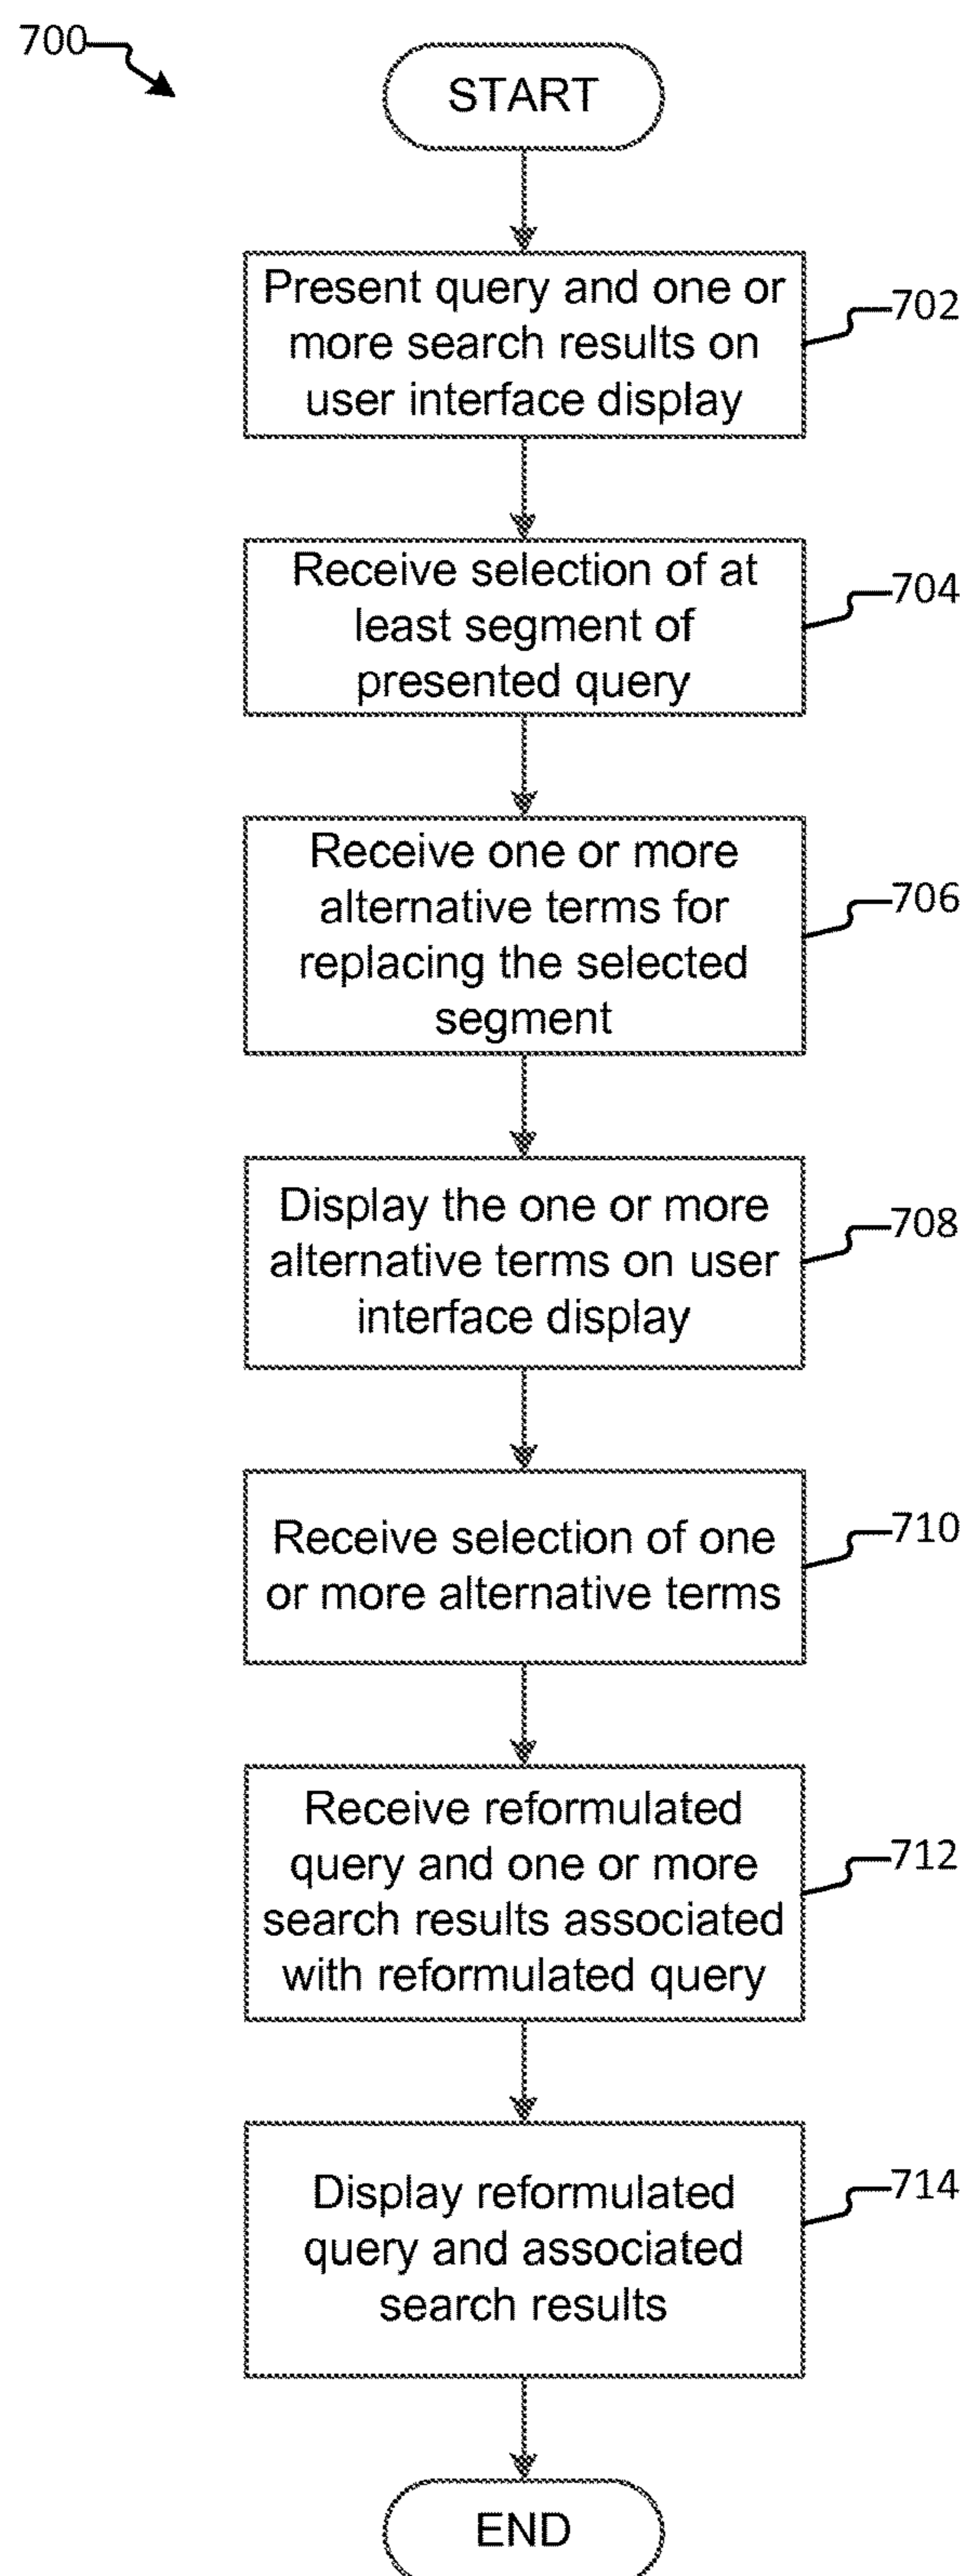 700
START
Present query and one or
more search results on
user interface display
702
Receive selection of at
least segment of
presented query
704
Receive one or more
alternative terms for
replacing the selected
segment
706
Display the one or more
alternative terms on user
interface display
708
Receive selection of one
or more alternative terms
710
Receive reformulated
query and one or more
search results associated
with reformulated query
712
Display reformulated
query and associated
search results
714
END